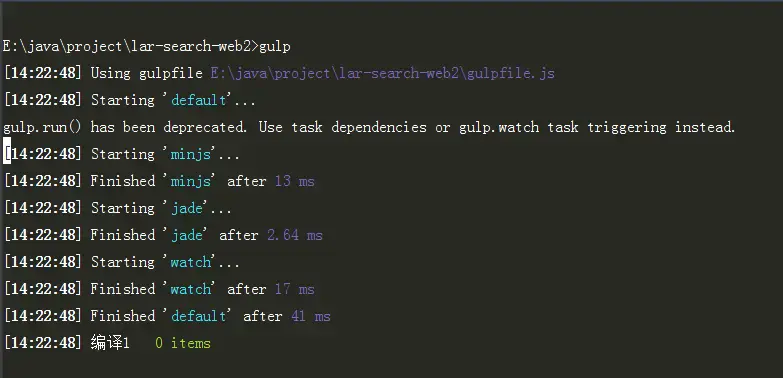 E:\java\project\lar-search-web2>gulp
[14:22:48] Using gulpfile E:\java\project\lar-search-web2\gulpfile.js
[14:22:48] Starting 'default'...
gulp.run() has been deprecated. Use task dependencies or gulp.watch task triggering instead.
[14:22:48] Starting 'minjs'...
[14:22:48] Finished 'minjs' after 13 ms
[14:22:48] Starting 'jade'...
[14:22:48] Finished 'jade' after 2.64 ms
[14:22:48] Starting 'watch'...
[14:22:48] Finished 'watch' after 17 ms
[14:22:48] Finished 'default' after 41 ms
[14:22:48] 编译1 0 items